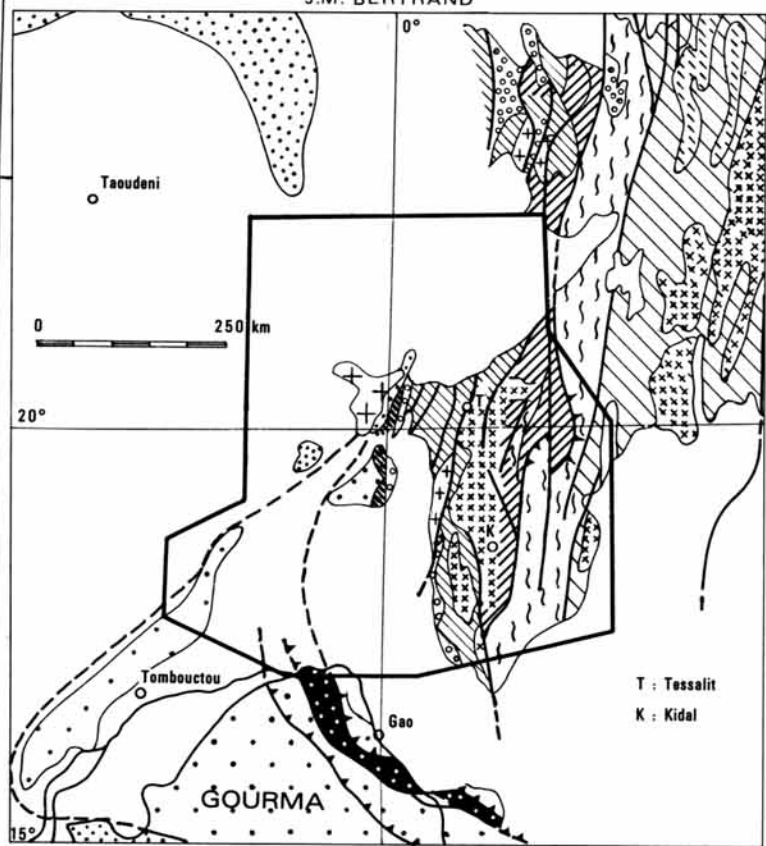 J.M. BERTRAND
0°
Taoudeni
0 250 km
T
20°
K
Tombouctou
T : Tessalit
K : Kidal
Gao
GOURMA
15°